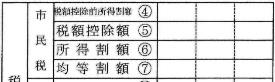 市民税
税額控除前所得割額 ④
税額控除額 ⑤
所得割額 ⑥
均等割額 ⑦
税